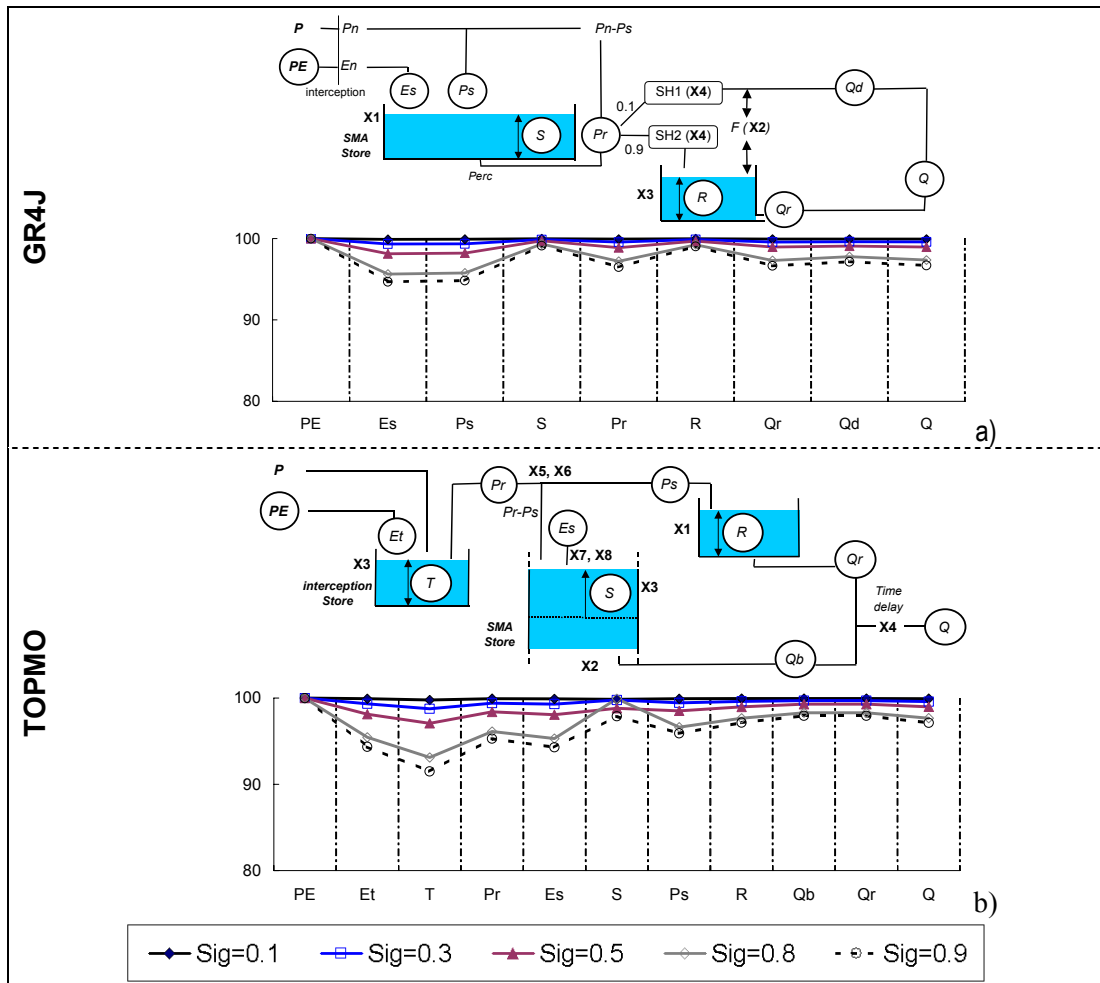 GR4J
P Pn Pn-Ps
PE En
interception
Es Ps
X1
SMA
Store
S
Perc
Pr
0.1
0.9
SH1 (X4)
SH2 (X4)
F (X2)
Qd
Q
X3
R
Qr
100
90
80
PE Es Ps S Pr R Qr Qd Q
a)
TOPMO
P
PE
Et
X3
interception
Store
T
Pr
X5, X6
Pr-Ps
Es
X7, X8
S
X3
SMA
Store
X2
Ps
X1
R
Qr
Time
delay
X4
Q
Qb
100
90
80
PE Et T Pr Es S Ps R Qb Qr Q
b)
Sig=0.1 Sig=0.3 Sig=0.5 Sig=0.8 Sig=0.9